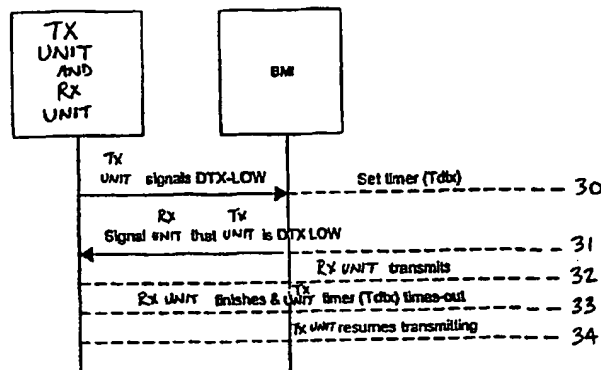 TX
UNIT
AND
RX
UNIT
BMI
TX
UNIT signals DTX-LOW
Set timer (Tdtx)
30
RX TX
Signal UNIT that UNIT is DTX LOW
31
RX UNIT transmits
32
TX
RX UNIT finishes & UNIT timer (Tdtx) times-out
33
TX UNIT resumes transmitting
34